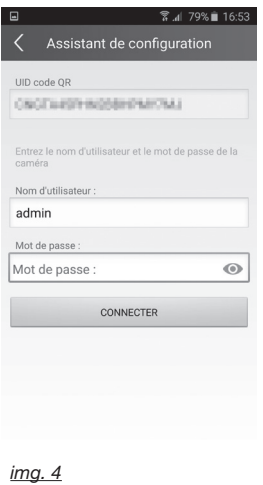 79% 16:53
Assistant de configuration
UID code QR
Entrez le nom d'utilisateur et le mot de passe de la
caméra
Nom d'utilisateur :
admin
Mot de passe :
Mot de passe :
CONNECTER
img. 4